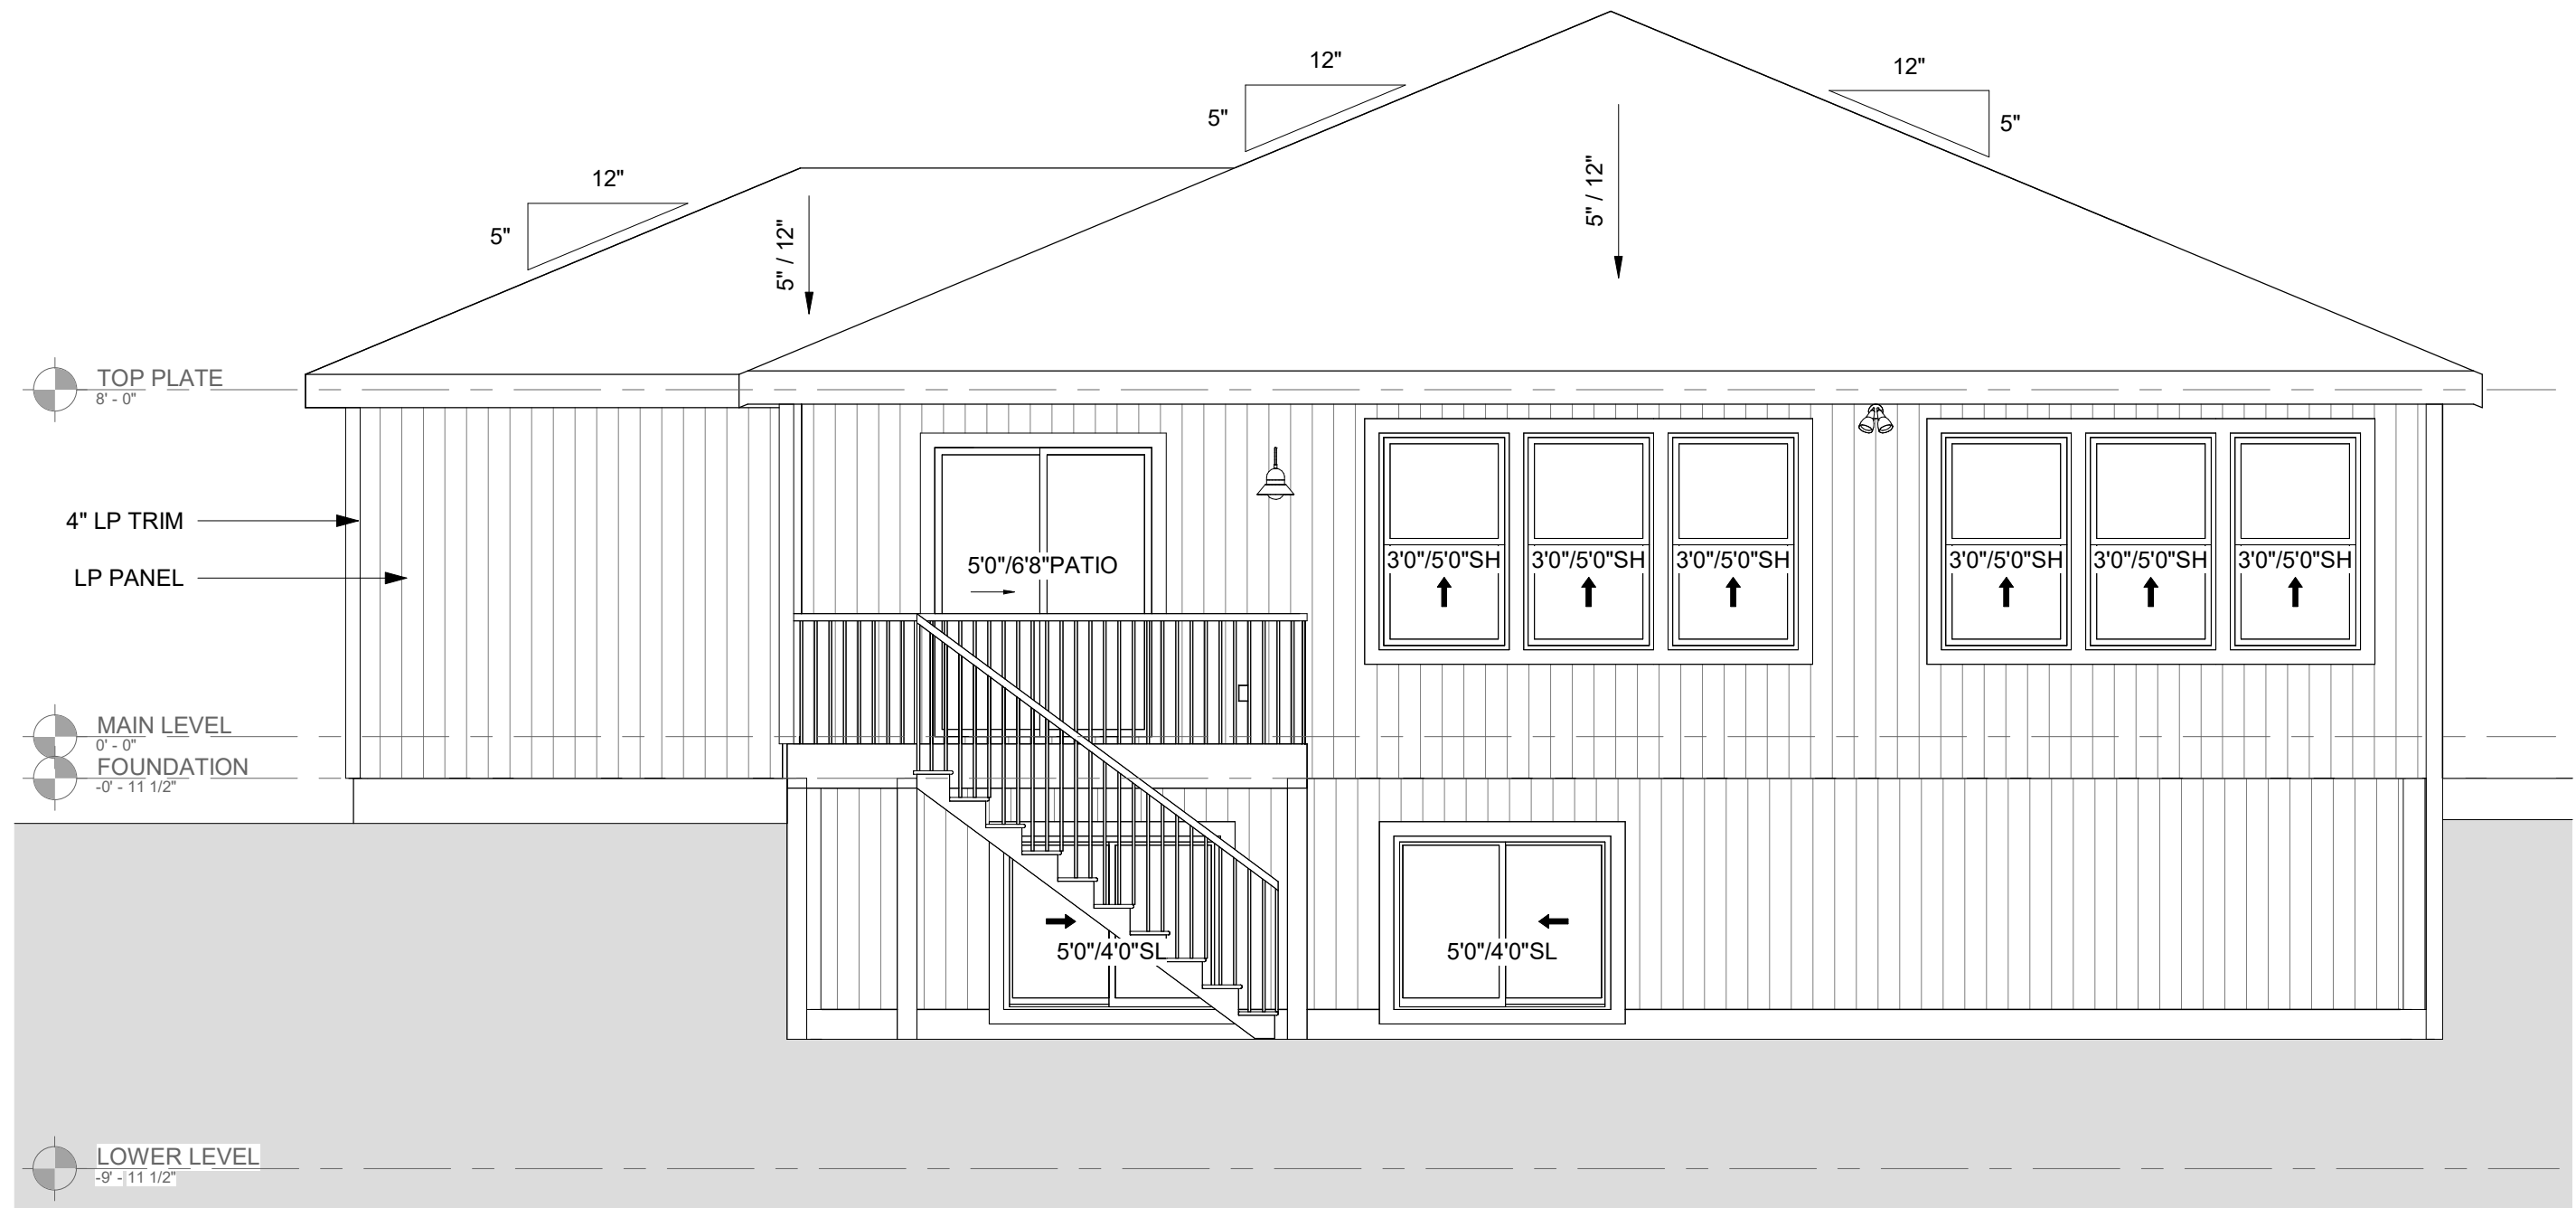 12"
5"
12"
5"
12"
5"
5" / 12"
5" / 12"
TOP PLATE
8' - 0"
4" LP TRIM
LP PANEL
5'0"/6'8"PATIO
3'0"/5'0"SH
3'0"/5'0"SH
3'0"/5'0"SH
3'0"/5'0"SH
3'0"/5'0"SH
3'0"/5'0"SH
MAIN LEVEL
0' - 0"
FOUNDATION
-0' - 11 1/2"
5'0"/4'0"SL
5'0"/4'0"SL
LOWER LEVEL
-9' - 11 1/2"